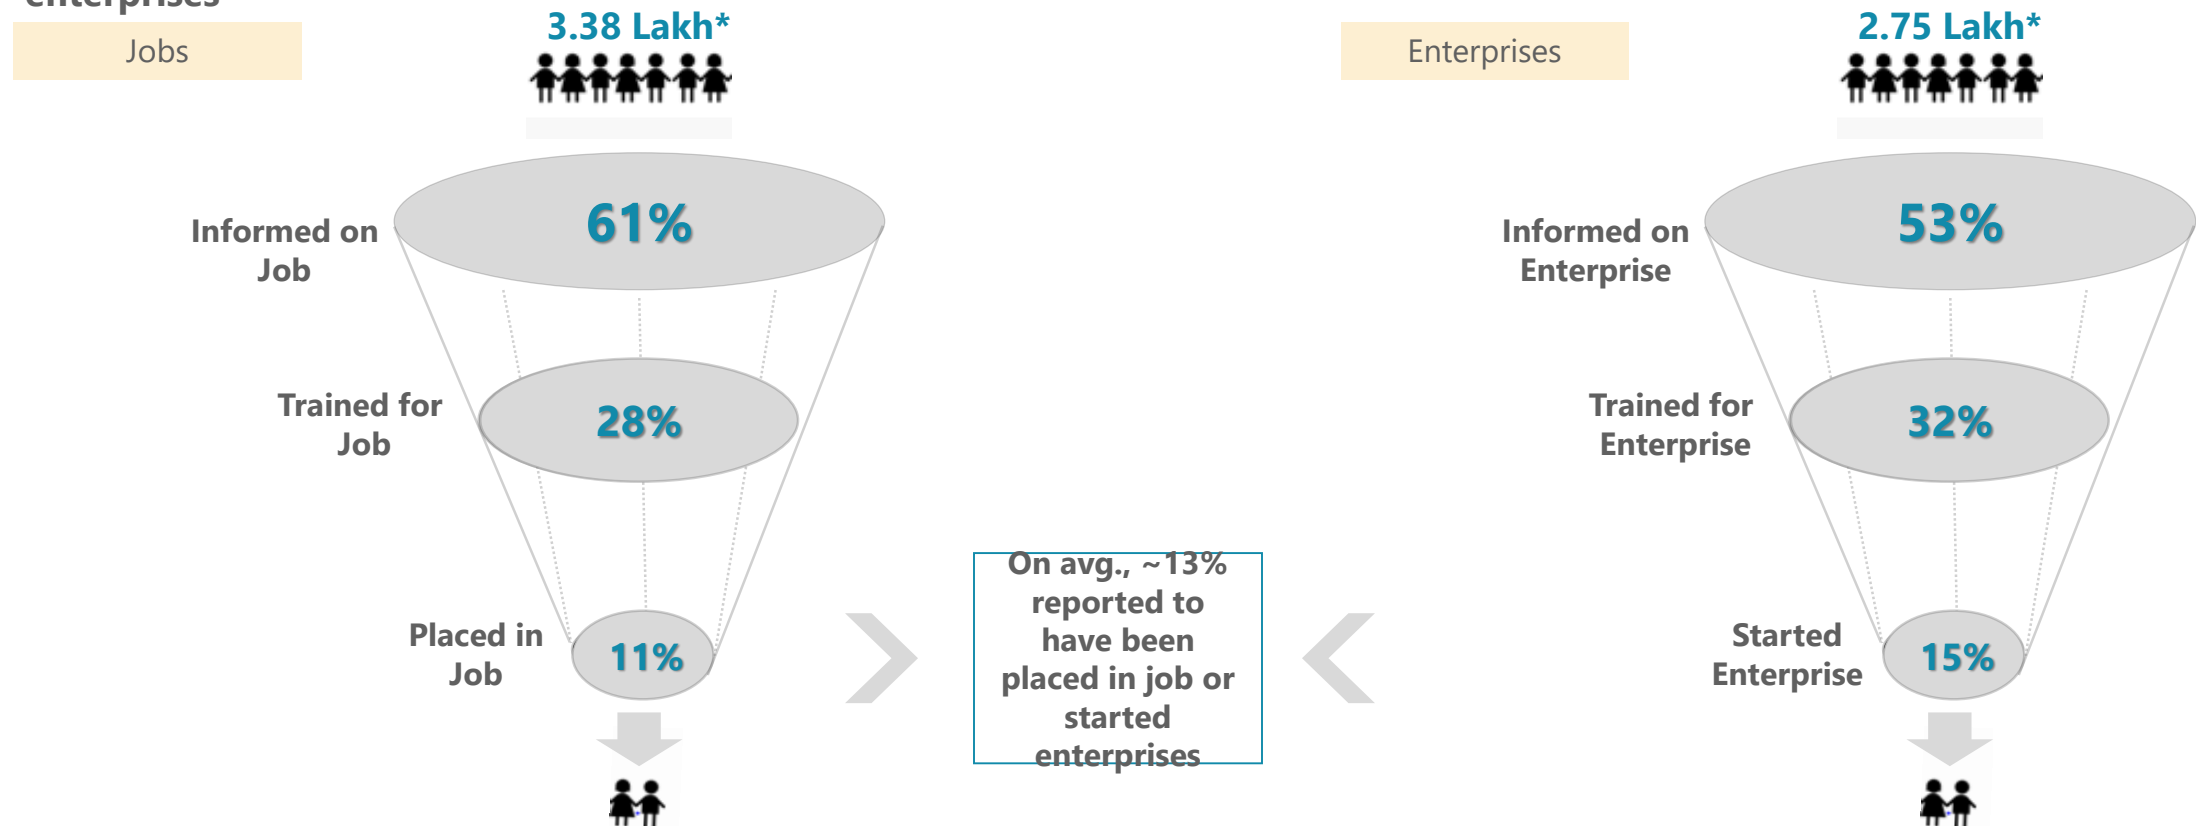 enterprises
Jobs
3.38 Lakh*
Informed on
Job
61%
Trained for
Job
28%
Placed in
Job
11%
On avg., ~13%
reported to
have been
placed in job or
started
enterprises
Enterprises
2.75 Lakh*
Informed on
Enterprise
53%
Trained for
Enterprise
32%
Started
Enterprise
15%